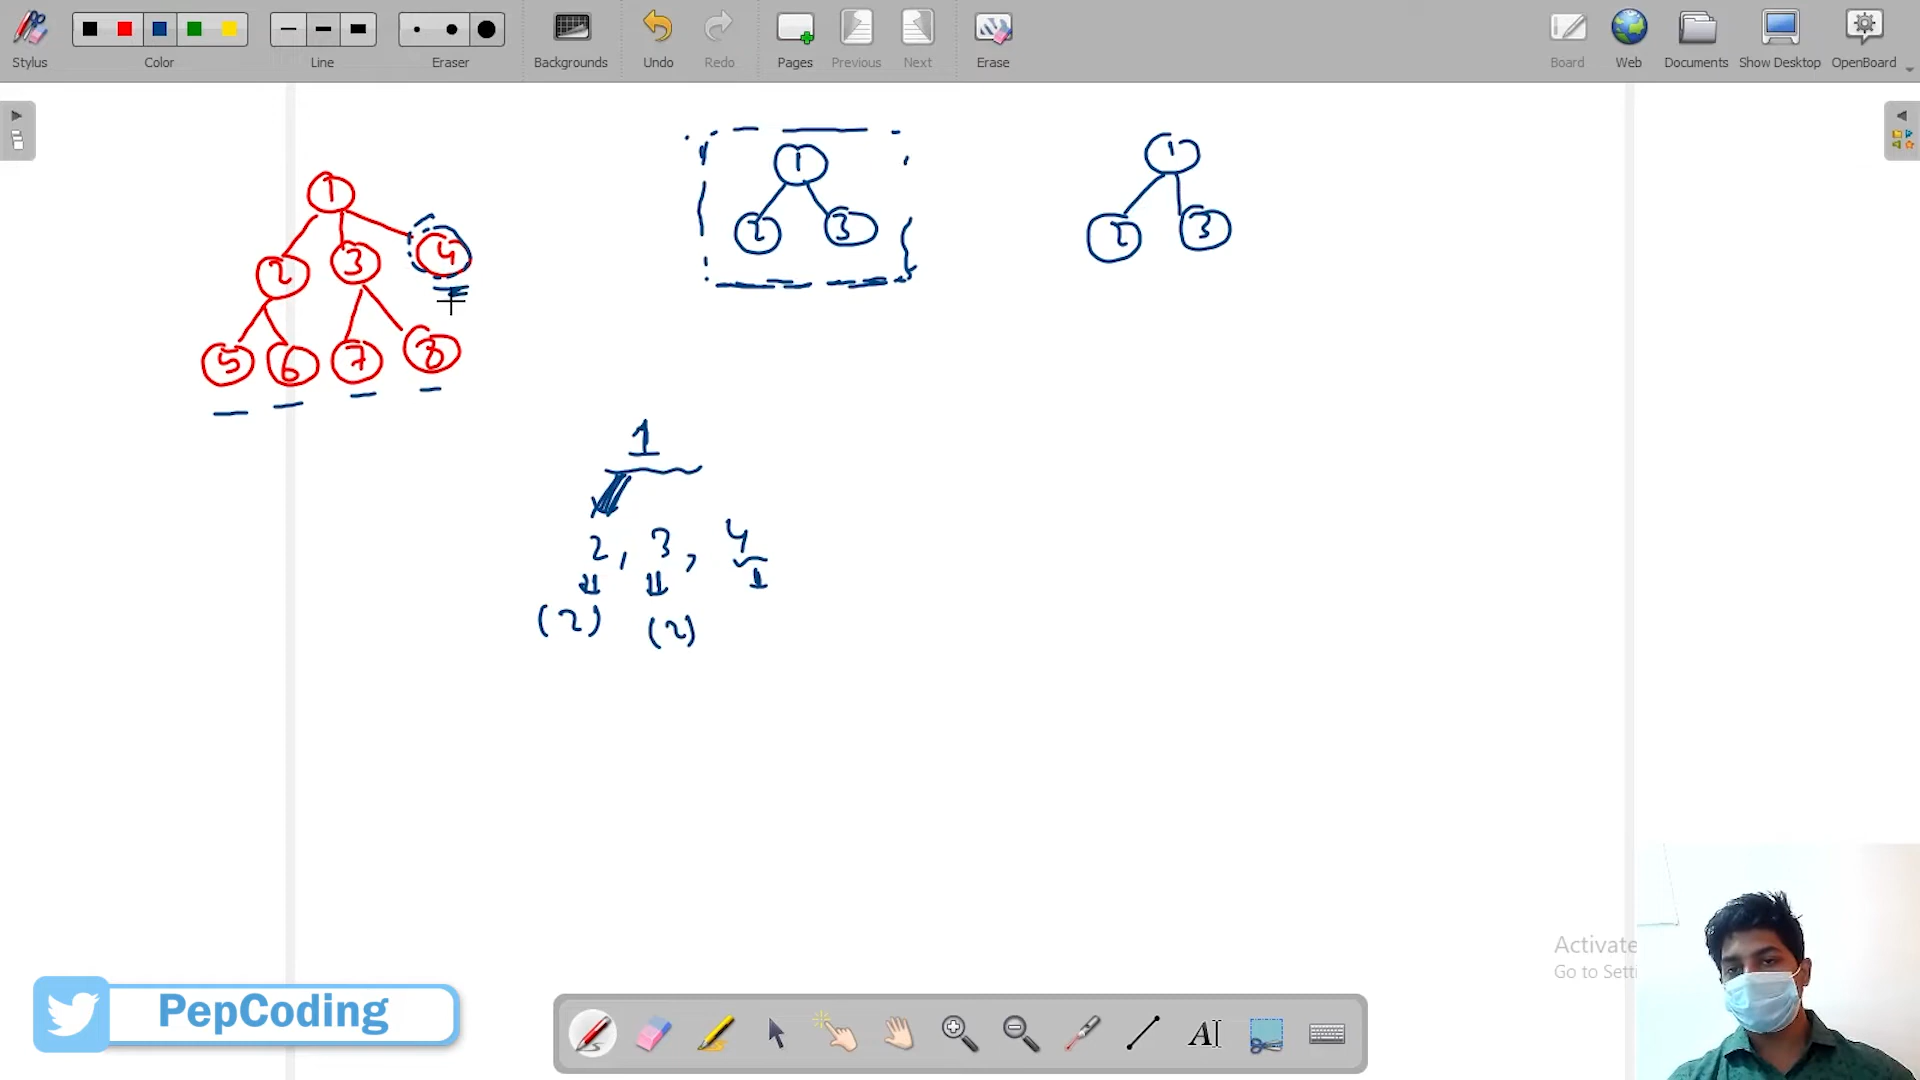 Stylus
Color
Line
Eraser
Backgrounds
Undo
Redo
Pages
Previous
Next
Erase
Board
Web
Documents
Show Desktop
OpenBoard
1
2 3 4
5 6 7 8
1
2 3
1
2 3
1
2, 3, 4
1
(2) (2)
Activate
Go to Setti
PepCoding
A